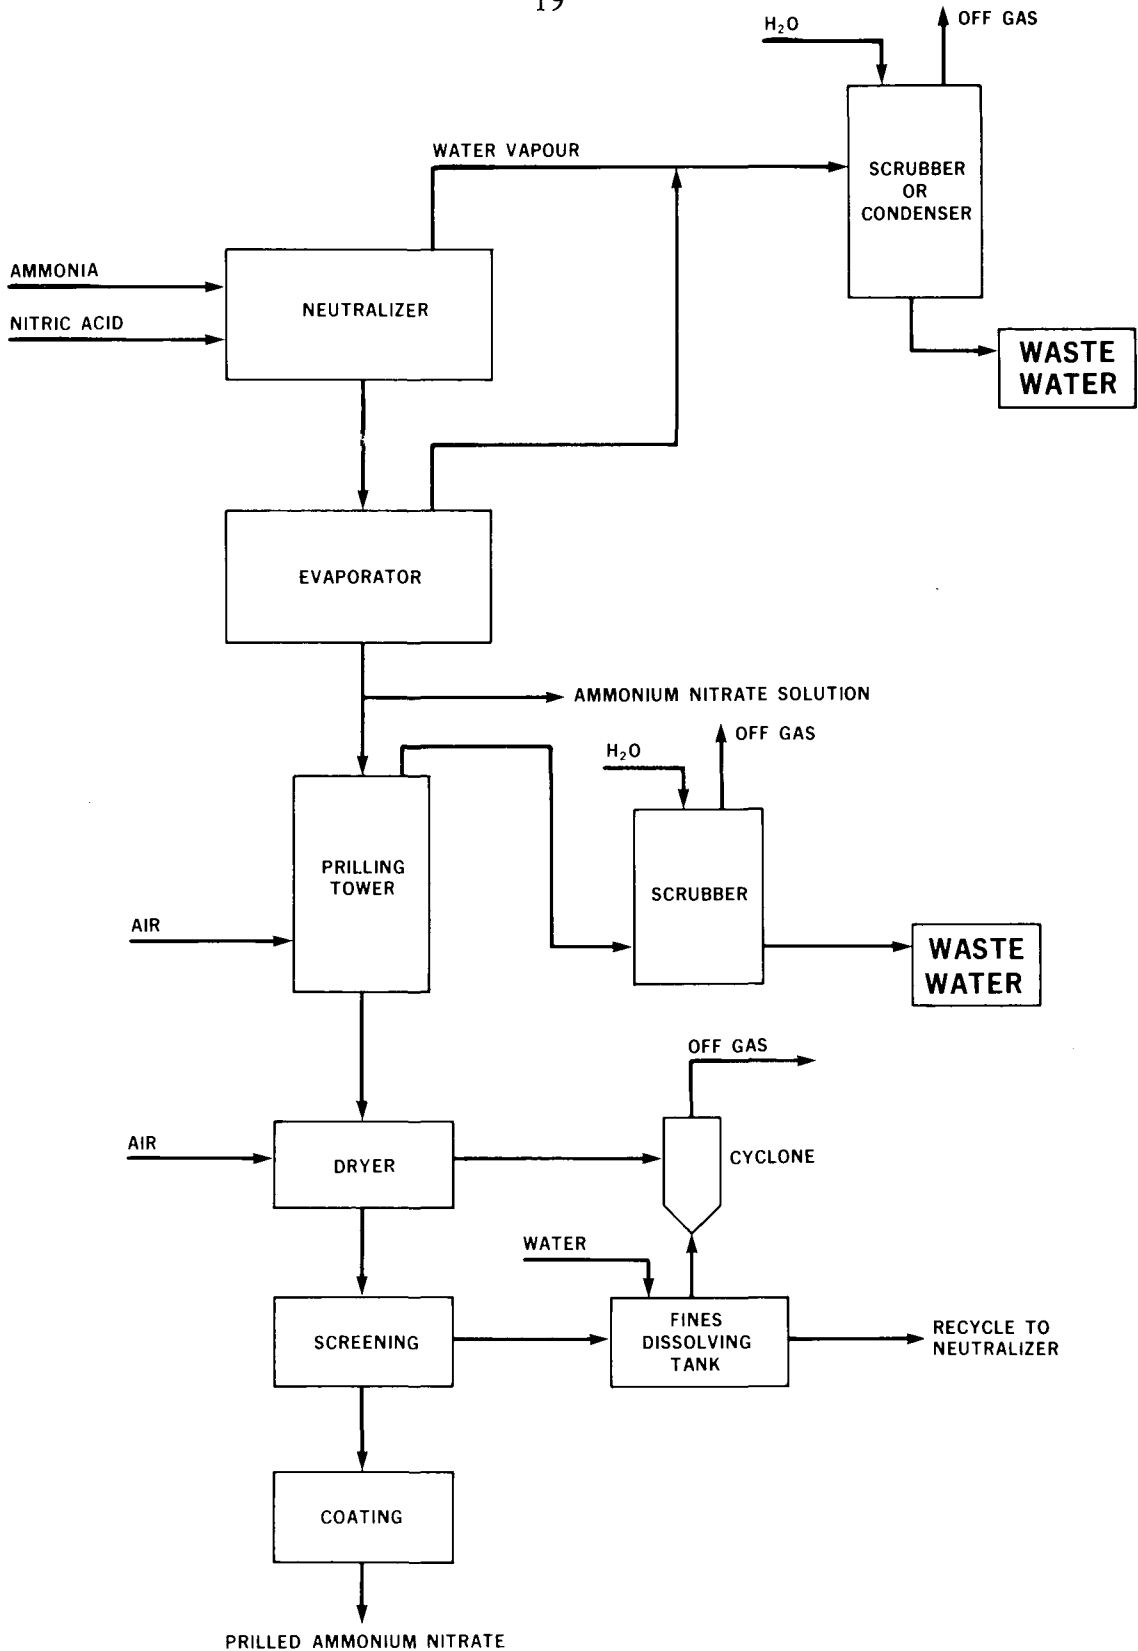 19
H₂O
OFF GAS
WATER VAPOUR
SCRUBBER
OR
CONDENSER
AMMONIA
NEUTRALIZER
NITRIC ACID
WASTE
WATER
EVAPORATOR
AMMONIUM NITRATE SOLUTION
OFF GAS
H₂O
PRILLING
TOWER
SCRUBBER
AIR
WASTE
WATER
OFF GAS
AIR
DRYER
CYCLONE
WATER
FINES
DISSOLVING
TANK
SCREENING
RECYCLE TO
NEUTRALIZER
COATING
PRILLED AMMONIUM NITRATE